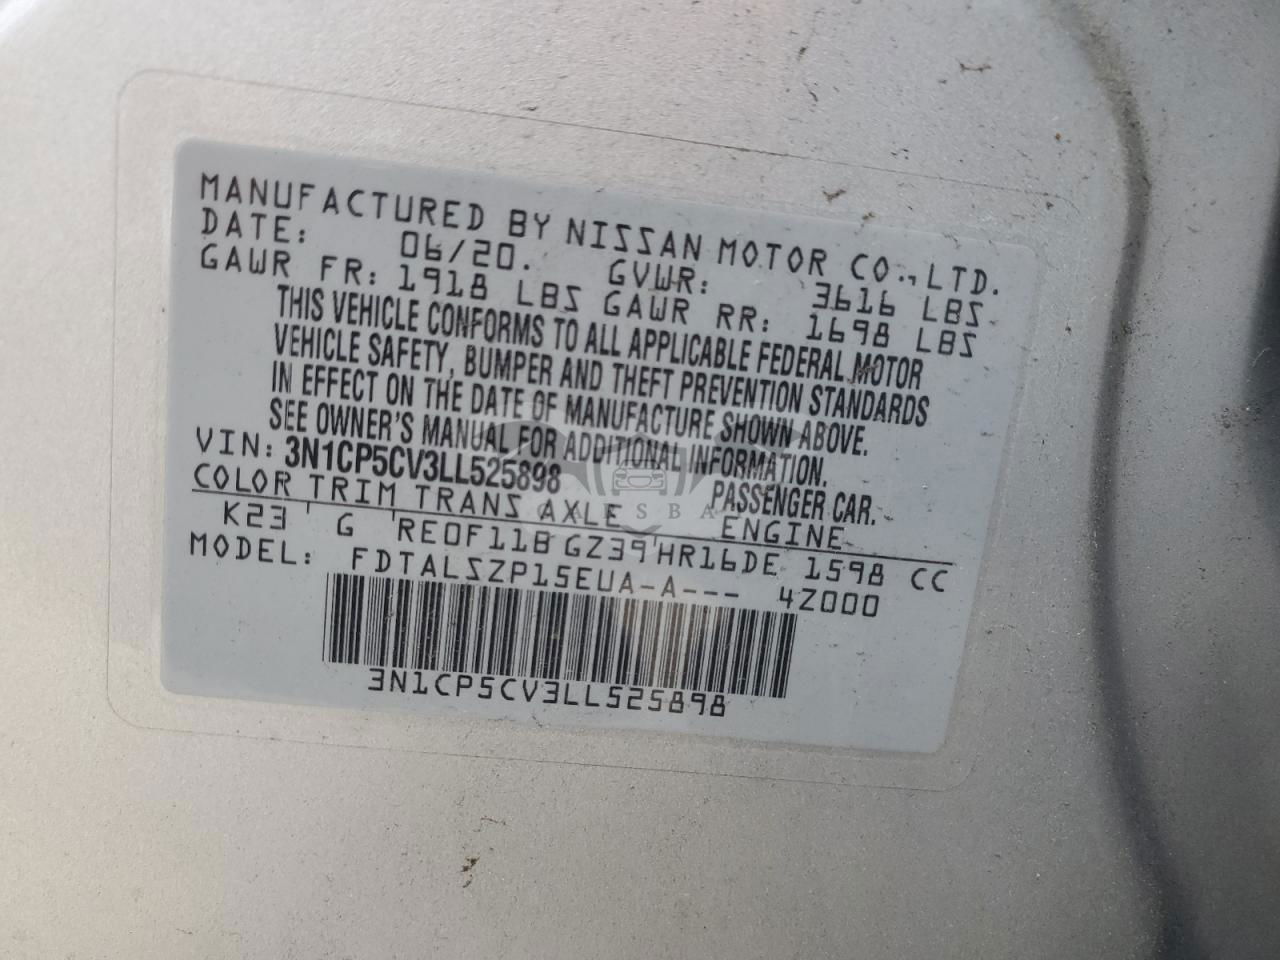 MANUFACTURED BY NISSAN MOTOR CO.,LTD.
DATE: 06/20. GVWR: 3616 LBS
GAWR FR: 1918 LBS GAWR RR: 1698 LBS
THIS VEHICLE CONFORMS TO ALL APPLICABLE FEDERAL MOTOR
VEHICLE SAFETY, BUMPER AND THEFT PREVENTION STANDARDS
IN EFFECT ON THE DATE OF MANUFACTURE SHOWN ABOVE.
SEE OWNER'S MANUAL FOR ADDITIONAL INFORMATION.
VIN: 3N1CP5CV3LL525898 PASSENGER CAR.
COLOR TRIM TRANS AXLE ENGINE
K23 G RE0F11B GZ39 HR16DE 1598 CC
MODEL: FDTALSZP15EUA-A--- 4Z000
3N1CP5CV3LL525898